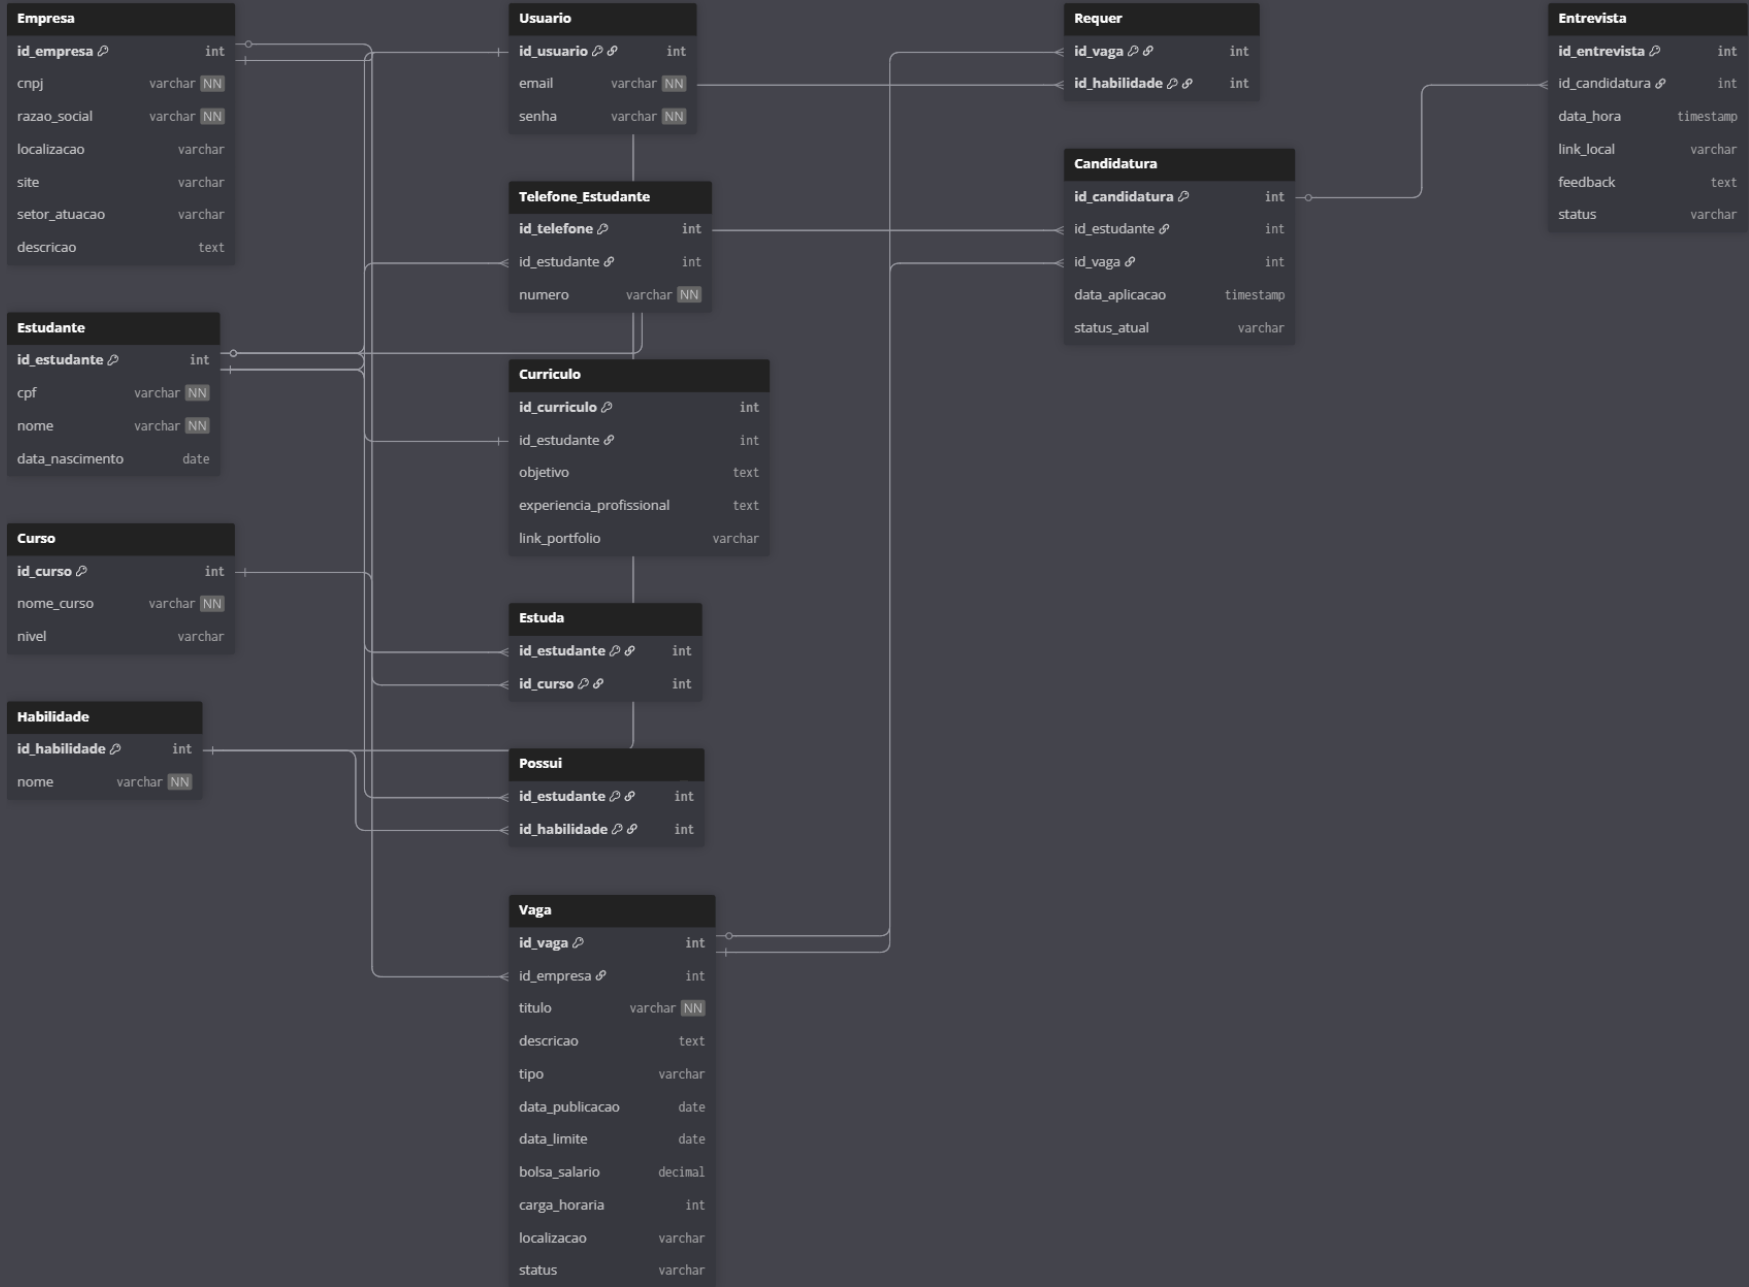 Empresa
id_empresa int
cnpj varchar NN
razao_social varchar NN
localizacao varchar
site varchar
setor_atuacao varchar
descricao text
Estudante
id_estudante int
cpf varchar NN
nome varchar NN
data_nascimento date
Curso
id_curso int
nome_curso varchar NN
nivel varchar
Habilidade
id_habilidade int
nome varchar NN
Usuario
id_usuario int
email varchar NN
senha varchar NN
Telefone_Estudante
id_telefone int
id_estudante int
numero varchar NN
Curriculo
id_curriculo int
id_estudante int
objetivo text
experiencia_profissional text
link_portfolio varchar
Estuda
id_estudante int
id_curso int
Possui
id_estudante int
id_habilidade int
Vaga
id_vaga int
id_empresa int
titulo varchar NN
descricao text
tipo varchar
data_publicacao date
data_limite date
bolsa_salario decimal
carga_horaria int
localizacao varchar
status varchar
Requer
id_vaga int
id_habilidade int
Candidatura
id_candidatura int
id_estudante int
id_vaga int
data_aplicacao timestamp
status_atual varchar
Entrevista
id_entrevista int
id_candidatura int
data_hora timestamp
link_local varchar
feedback text
status varchar